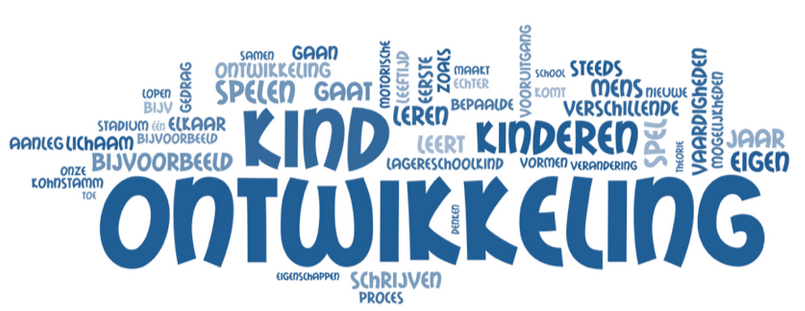 SAMEN
GAAN
ONTWIKKELING
SPELEN
GAAT
MOTORISCHE
LEEFTIJD
EERSTE
ZOALS
MAAKT
ECHTER
VOORUITGANG
SCHOOL
STEEDS
KOMT
MENS
NIEUWE
BEPAALDE
VERSCHILLENDE
LOPEN
GEDRAG
BIJV
STADIUM
ÉÉN
ELKAAR
BIJVOORBEELD
KIND
LEREN
LEERT
KINDEREN
SPEL
THEORIE
VAARDIGHEDEN
MOGELIJKHEDEN
JAAR
EIGEN
AANLEG
LICHAAM
BIJVOORBEELD
LAGERESCHOOLKIND
VORMEN
VERANDERING
ONZE
KOHNSTAMM
TOE
ONTWIKKELING
DENKEN
EIGENSCHAPPEN
SCHRIJVEN
PROCES